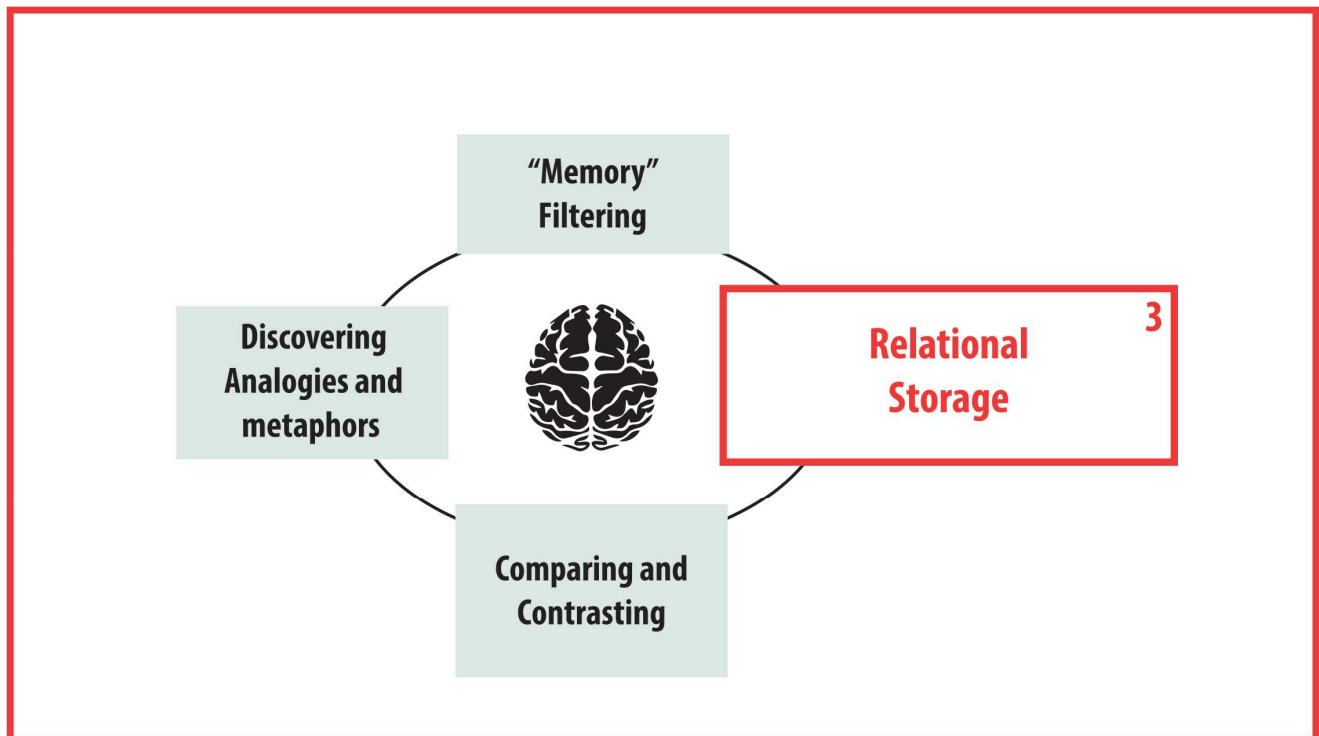 “Memory”
Filtering
Discovering
Analogies and
metaphors
3
Relational
Storage
Comparing and
Contrasting